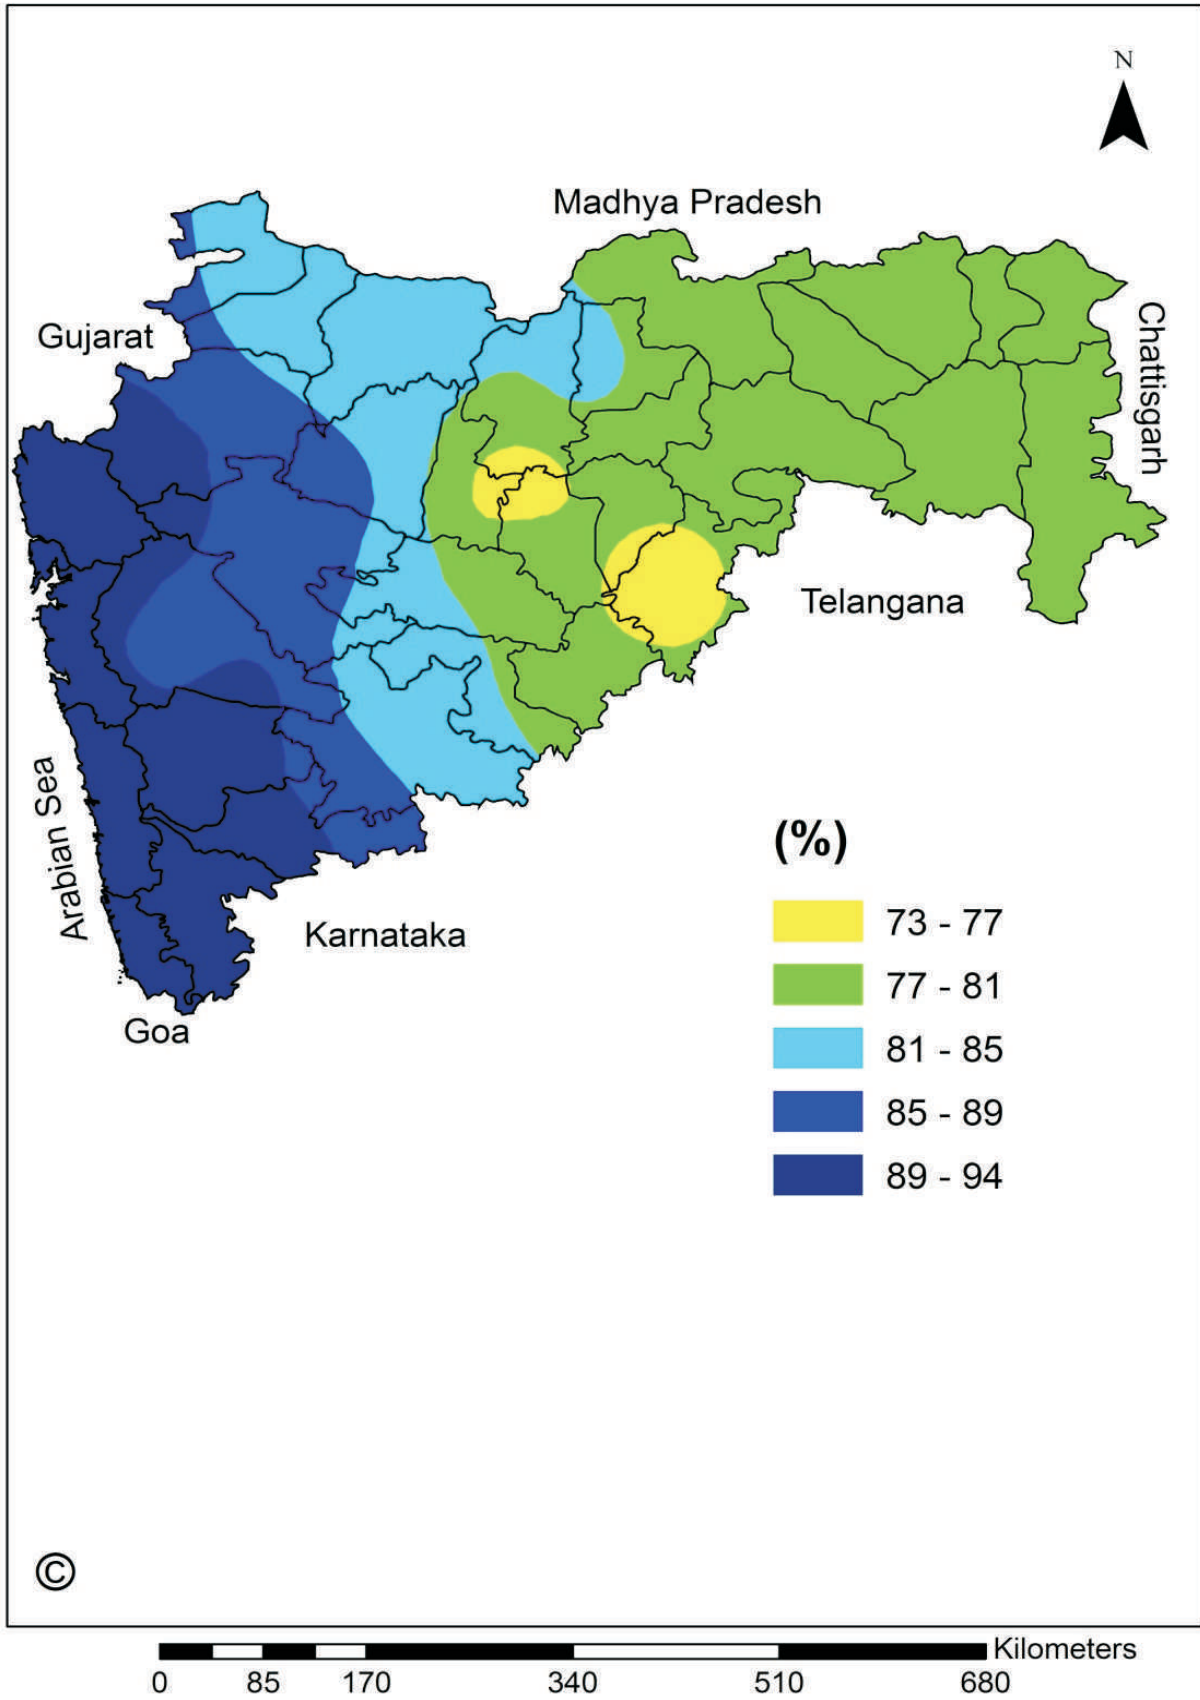 N
Madhya Pradesh
Gujarat
Chattisgarh
Telangana
Arabian Sea
Karnataka
Goa
(%)
73 - 77
77 - 81
81 - 85
85 - 89
89 - 94
©
Kilometers
0 85 170 340 510 680